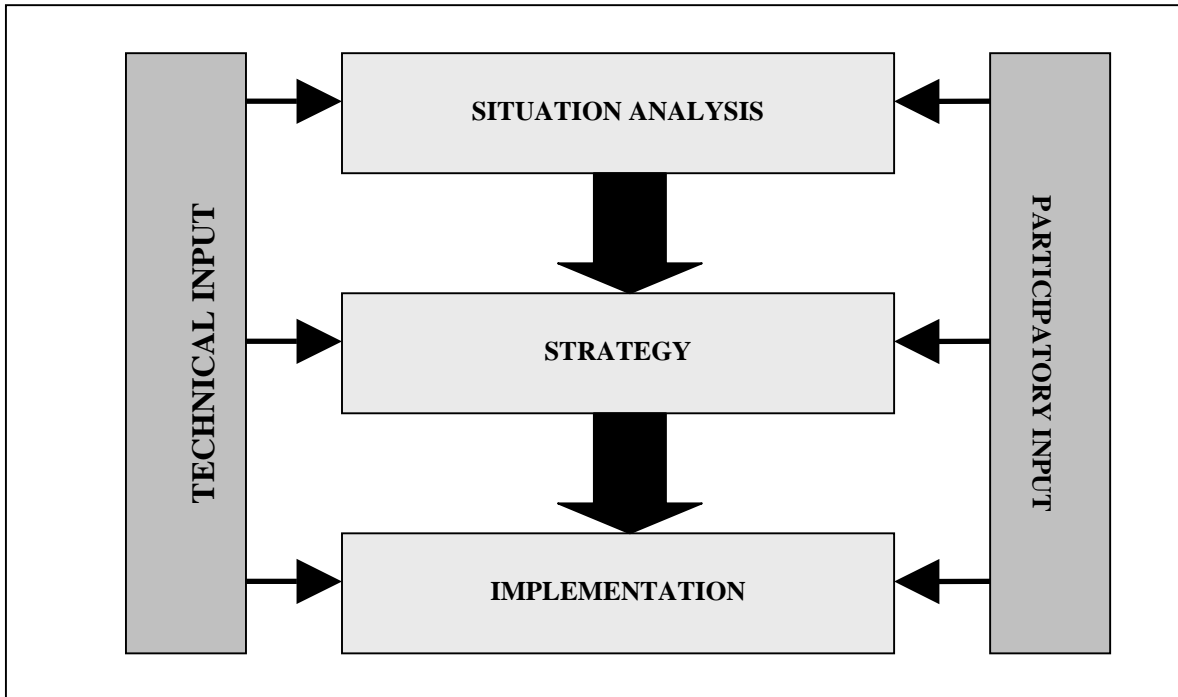 SITUATION ANALYSIS
TECHNICAL INPUT
PARTICIPATORY INPUT
STRATEGY
IMPLEMENTATION